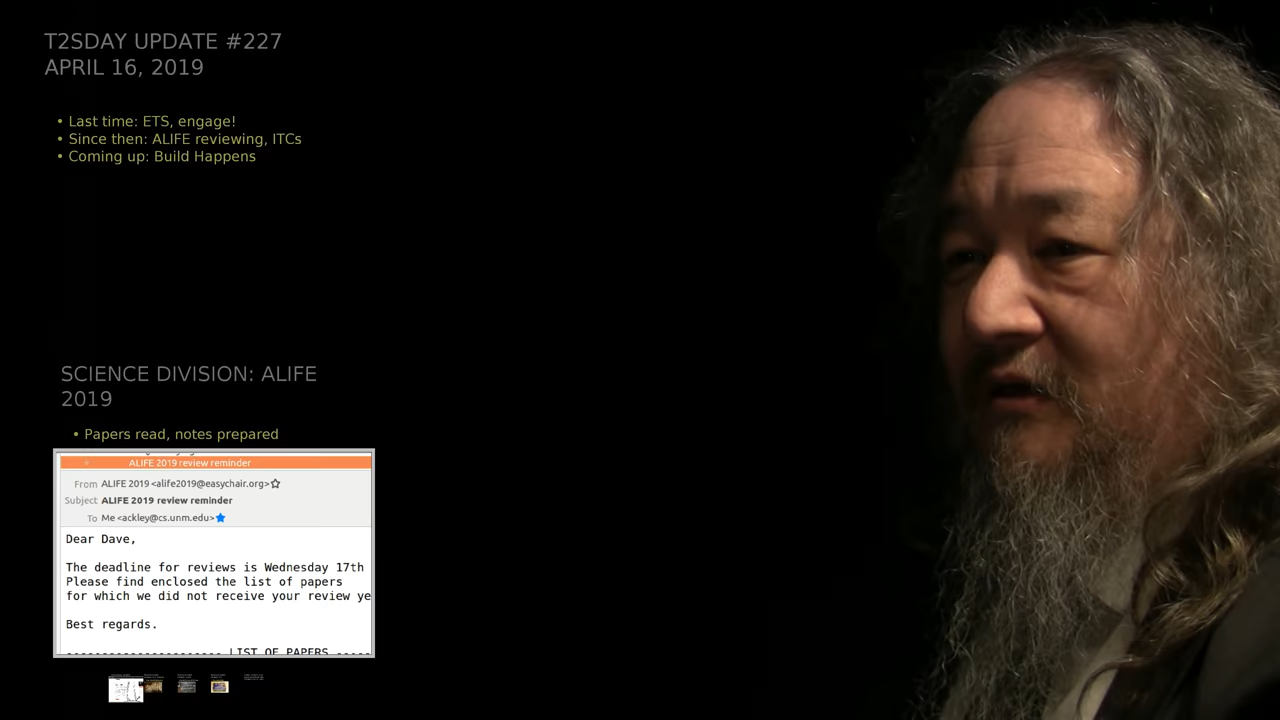 T2SDAY UPDATE #227
APRIL 16, 2019
• Last time: ETS, engage!
• Since then: ALIFE reviewing, ITCs
• Coming up: Build Happens
SCIENCE DIVISION: ALIFE
2019
• Papers read, notes prepared
ALIFE 2019 review reminder
From ALIFE 2019 <alife2019@easychair.org>
Subject ALIFE 2019 review reminder
To Me <ackley@cs.unm.edu>
Dear Dave,
The deadline for reviews is Wednesday 17th
Please find enclosed the list of papers
for which we did not receive your review ye
Best regards.
---------------------- LIST OF PAPERS -----